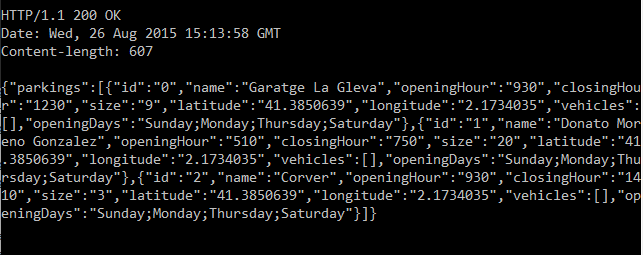 HTTP/1.1 200 OK
Date: Wed, 26 Aug 2015 15:13:58 GMT
Content-length: 607
{"parkings":[{"id":"0","name":"Garatge La Gleva","openingHour":"930","closingHou
r":"1230","size":"9","latitude":"41.3850639","longitude":"2.1734035","vehicles":
[],"openingDays":"Sunday;Monday;Thursday;Saturday"},{"id":"1","name":"Donato Mor
eno Gonzalez","openingHour":"510","closingHour":"750","size":"20","latitude":"41
.3850639","longitude":"2.1734035","vehicles":[],"openingDays":"Sunday;Monday;Thu
rsday;Saturday"},{"id":"2","name":"Corver","openingHour":"930","closingHour":"14
10","size":"3","latitude":"41.3850639","longitude":"2.1734035","vehicles":[],"op
eningDays":"Sunday;Monday;Thursday;Saturday"}]}